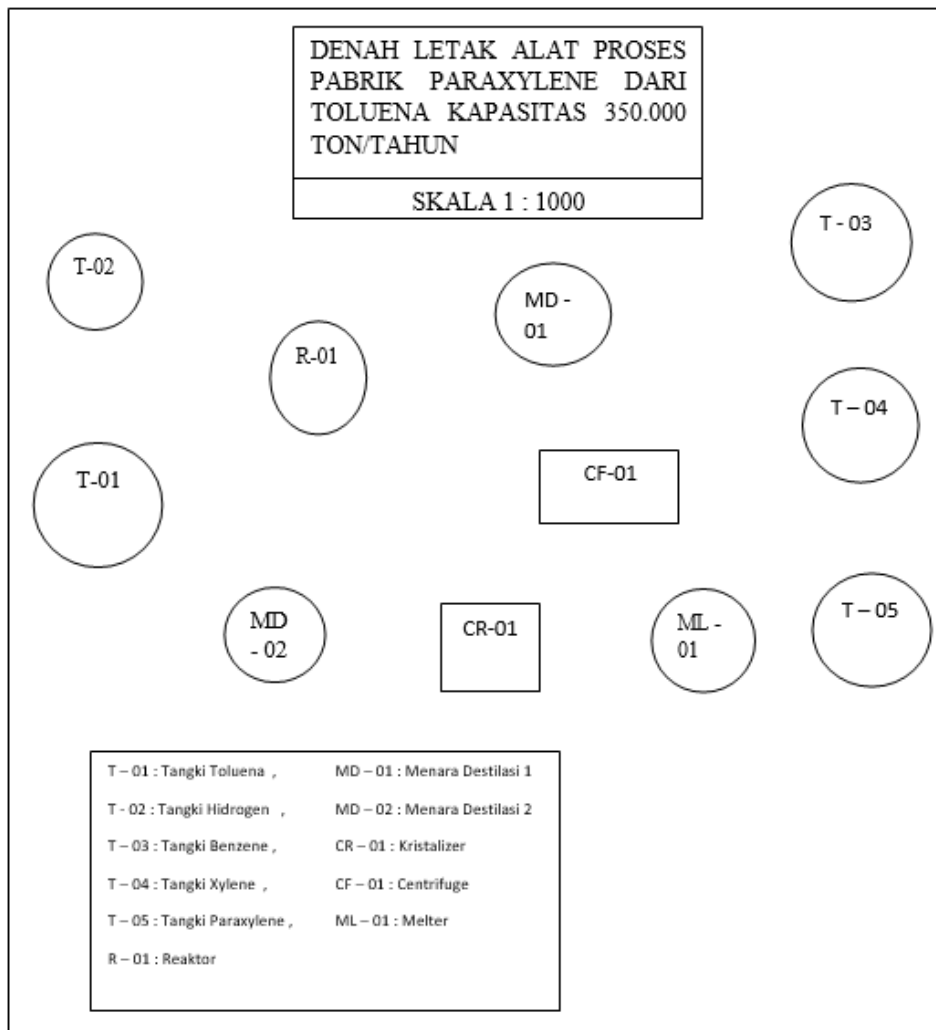 DENAH LETAK ALAT PROSES
PABRIK PARAXYLENE DARI
TOLUENA KAPASITAS 350.000
TON/TAHUN
SKALA 1 : 1000
T - 03
T-02
MD -
01
R-01
T – 04
CF-01
T-01
T – 05
MD
- 02
CR-01
ML -
01
T – 01 : Tangki Toluena , MD – 01 : Menara Destilasi 1
T - 02 : Tangki Hidrogen , MD – 02 : Menara Destilasi 2
T – 03 : Tangki Benzene , CR – 01 : Kristalizer
T – 04 : Tangki Xylene , CF – 01 : Centrifuge
T – 05 : Tangki Paraxylene , ML – 01 : Melter
R – 01 : Reaktor